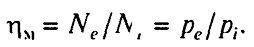 η_м = N_e/N_i = p_e/p_i.